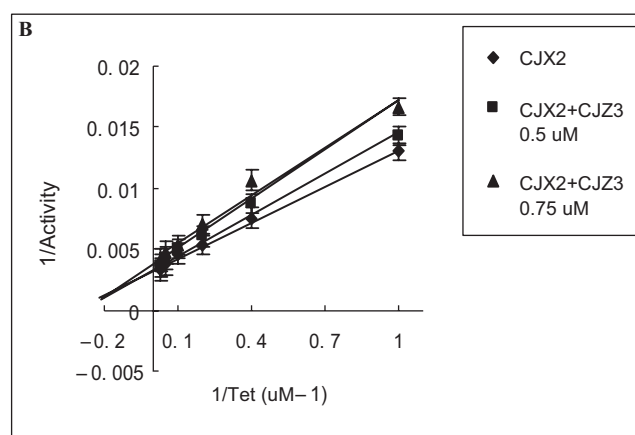 B
0. 02
0. 015
0. 01
0. 005
0
−0. 005
1/Activity
−0. 2
0. 1
0. 4
0. 7
1
1/Tet (uM−1)
CJX2
CJX2+CJZ3
0.5 uM
CJX2+CJZ3
0.75 uM